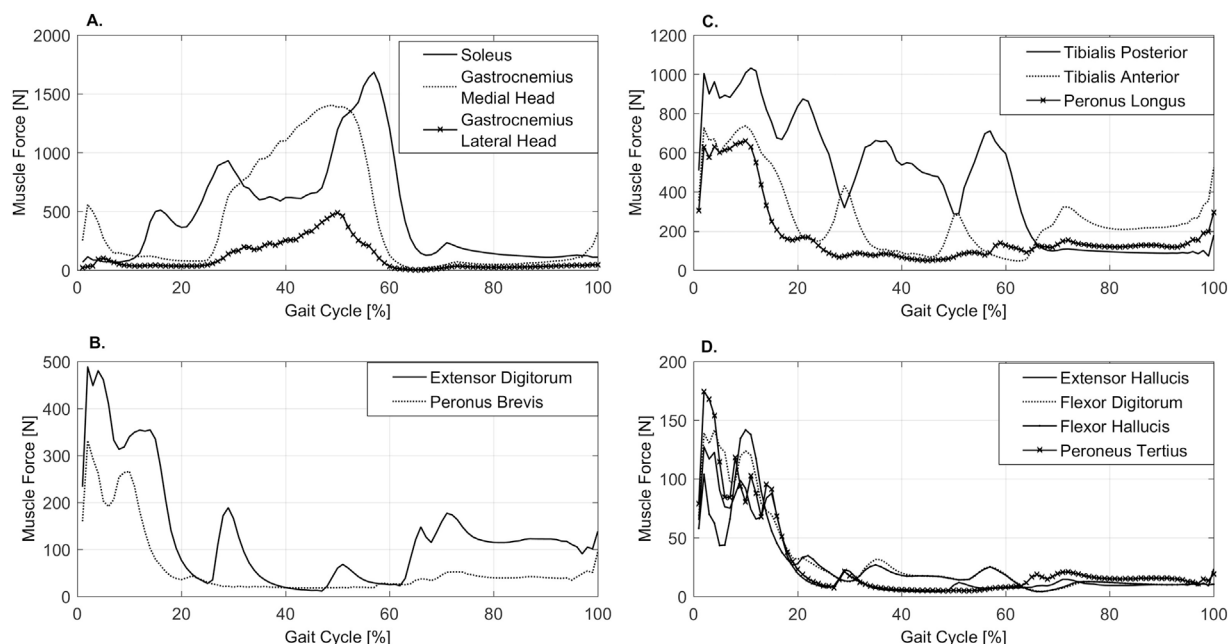 A.
2000
1500
1000
500
0
Muscle Force [N]
0 20 40 60 80 100
Gait Cycle [%]
Soleus
Gastrocnemius
Medial Head
Gastrocnemius
Lateral Head
C.
1200
1000
800
600
400
200
0
Muscle Force [N]
0 20 40 60 80 100
Gait Cycle [%]
Tibialis Posterior
Tibialis Anterior
Peronus Longus
B.
500
400
300
200
100
0
Muscle Force [N]
0 20 40 60 80 100
Gait Cycle [%]
Extensor Digitorum
Peronus Brevis
D.
200
150
100
50
0
Muscle Force [N]
0 20 40 60 80 100
Gait Cycle [%]
Extensor Hallucis
Flexor Digitorum
Flexor Hallucis
Peroneus Tertius